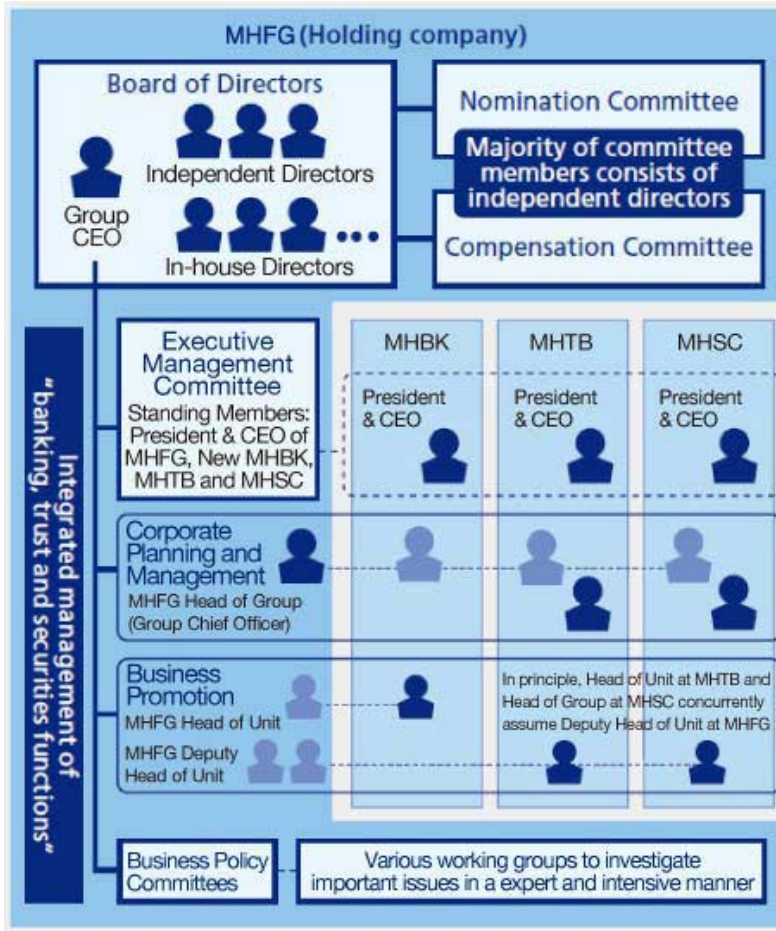 MHFG (Holding company)
Board of Directors
Group
CEO
Independent Directors
In-house Directors
Nomination Committee
Majority of committee
members consists of
independent directors
Compensation Committee
Integrated management of
"banking, trust and securities functions"
Executive
Management
Committee
Standing Members:
President & CEO of
MHFG, New MHBK,
MHTB and MHSC
MHBK
MHTB
MHSC
President
& CEO
President
& CEO
President
& CEO
Corporate
Planning and
Management
MHFG Head of Group
(Group Chief Officer)
Business
Promotion
MHFG Head of Unit
MHFG Deputy
Head of Unit
In principle, Head of Unit at MHTB and
Head of Group at MHSC concurrently
assume Deputy Head of Unit at MHFG
Business Policy
Committees
Various working groups to investigate
important issues in a expert and intensive manner